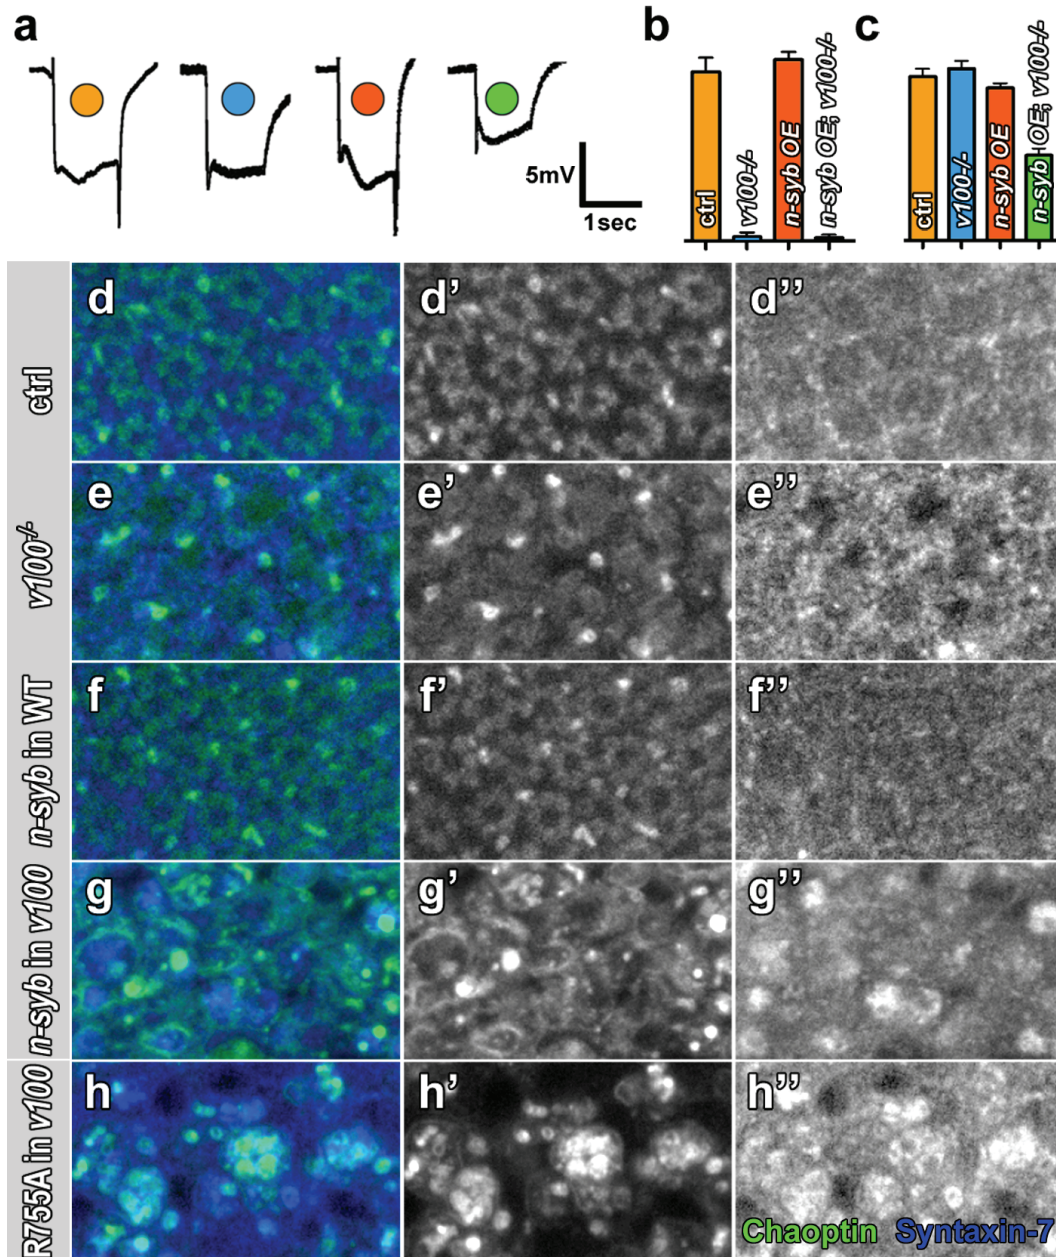 a
b
c
5mV
1sec
ctrl
v100-/-
n-syb OE
n-syb OE; v100-/-
ctrl
v100-/-
n-syb OE
n-syb OE; v100-/-
ctrl
d
d’
d’’
v100-/-
e
e’
e’’
n-syb in WT
f
f’
f’’
n-syb in v100
g
g’
g’’
R755A in v100
h
h’
h’’
Chaoptin Syntaxin-7